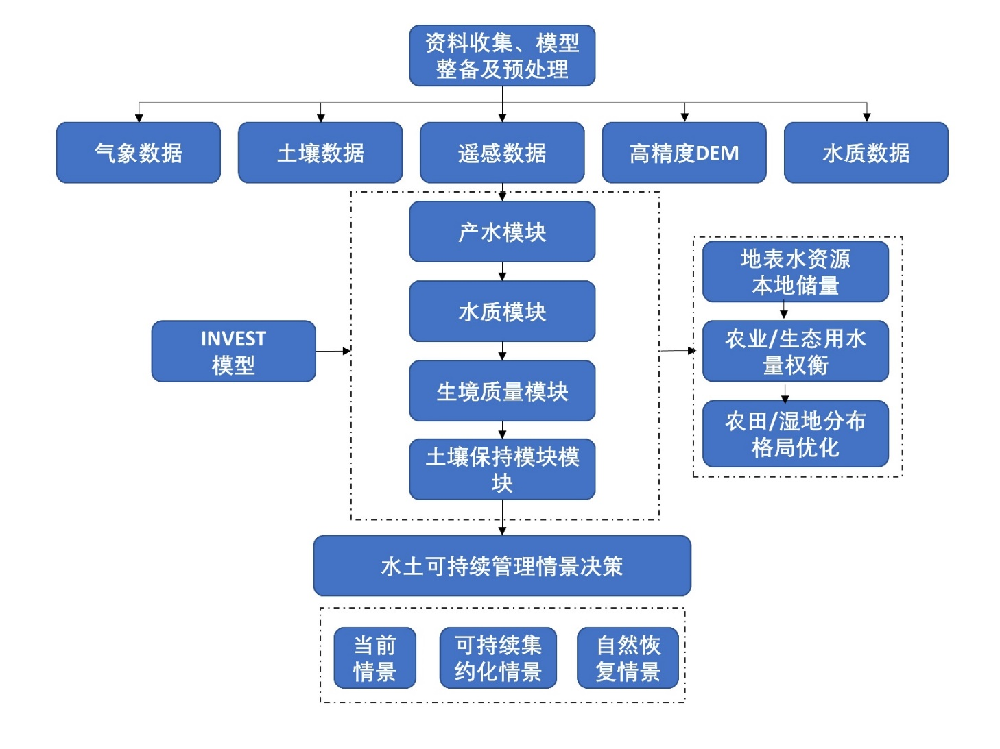 资料收集、模型
整备及预处理
气象数据
土壤数据
遥感数据
高精度DEM
水质数据
产水模块
水质模块
生境质量模块
土壤保持模块模
块
INVEST
模型
地表水资源
本地储量
农业/生态用水
量权衡
农田/湿地分布
格局优化
水土可持续管理情景决策
当前
情景
可持续集
约化情景
自然恢
复情景